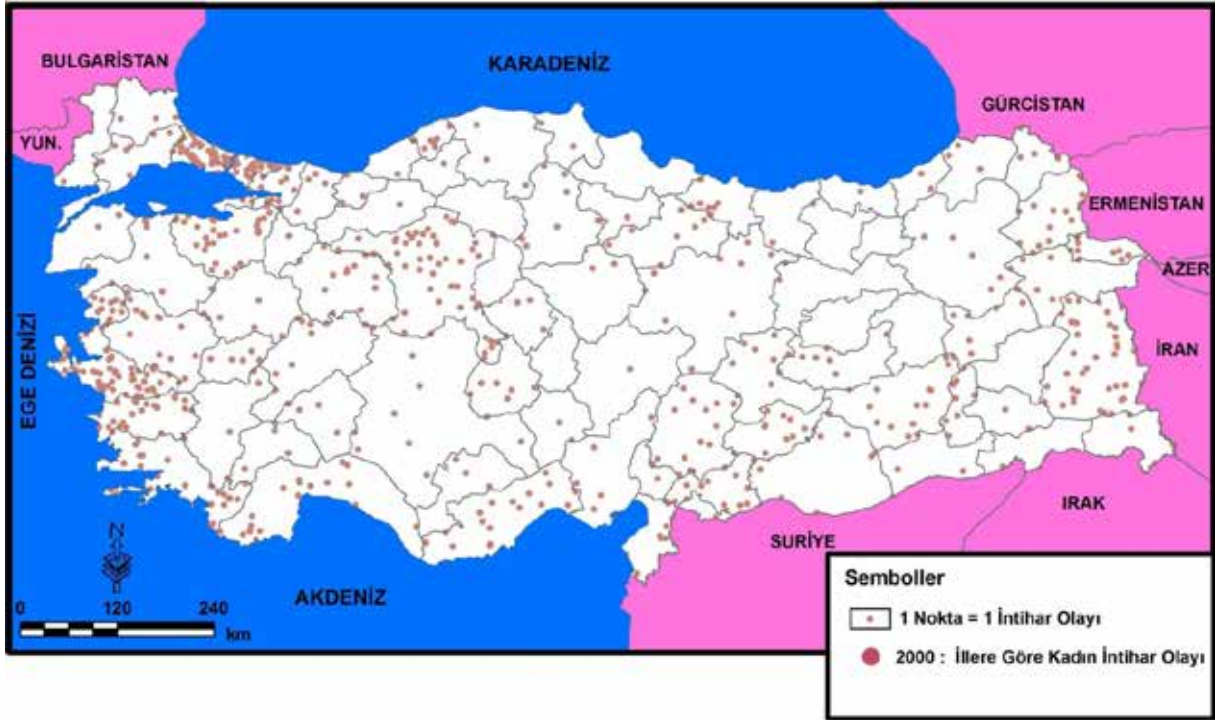 BULGARİSTAN
KARADENİZ
GÜRCİSTAN
YUN.
ERMENİSTAN
AZER
İRAN
EGE DENİZİ
N
IRAK
SURİYE
AKDENİZ
0 120 240
km
Semboller
1 Nokta = 1 İntihar Olayı
2000 : İllere Göre Kadın İntihar Olayı